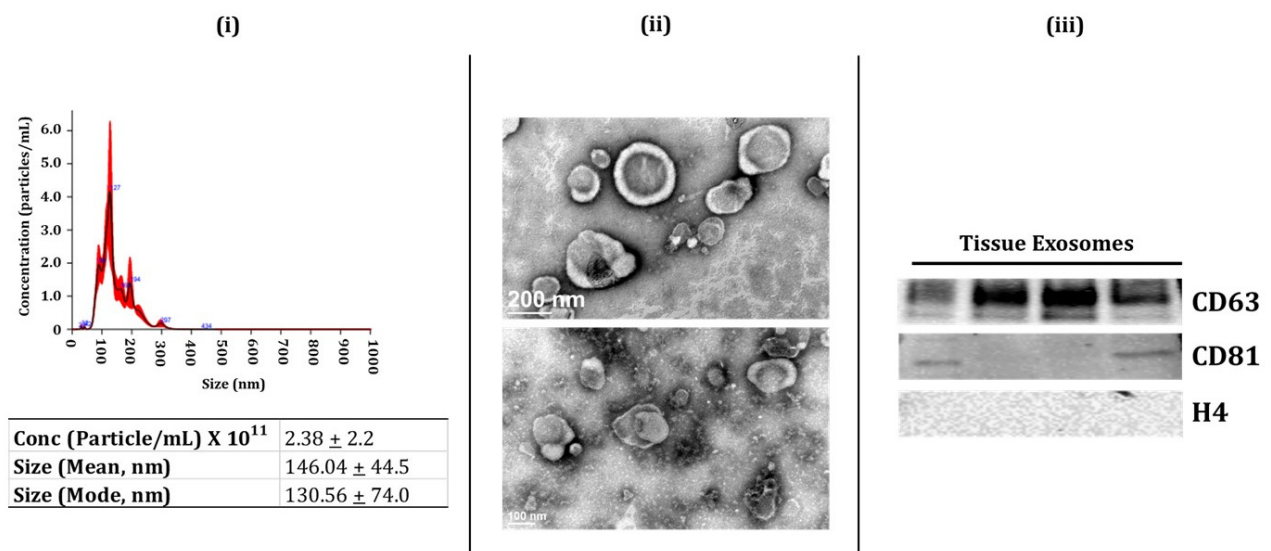 (i)
(ii)
(iii)
Concentration (particles/mL)
6.0
5.0
4.0
3.0
2.0
1.0
0
127
194
297
434
0
100
200
300
400
500
600
700
800
900
1000
Size (nm)
Conc (Particle/mL) X 10¹¹ 2.38 ± 2.2
Size (Mean, nm) 146.04 ± 44.5
Size (Mode, nm) 130.56 ± 74.0
200 nm
100 nm
Tissue Exosomes
CD63
CD81
H4